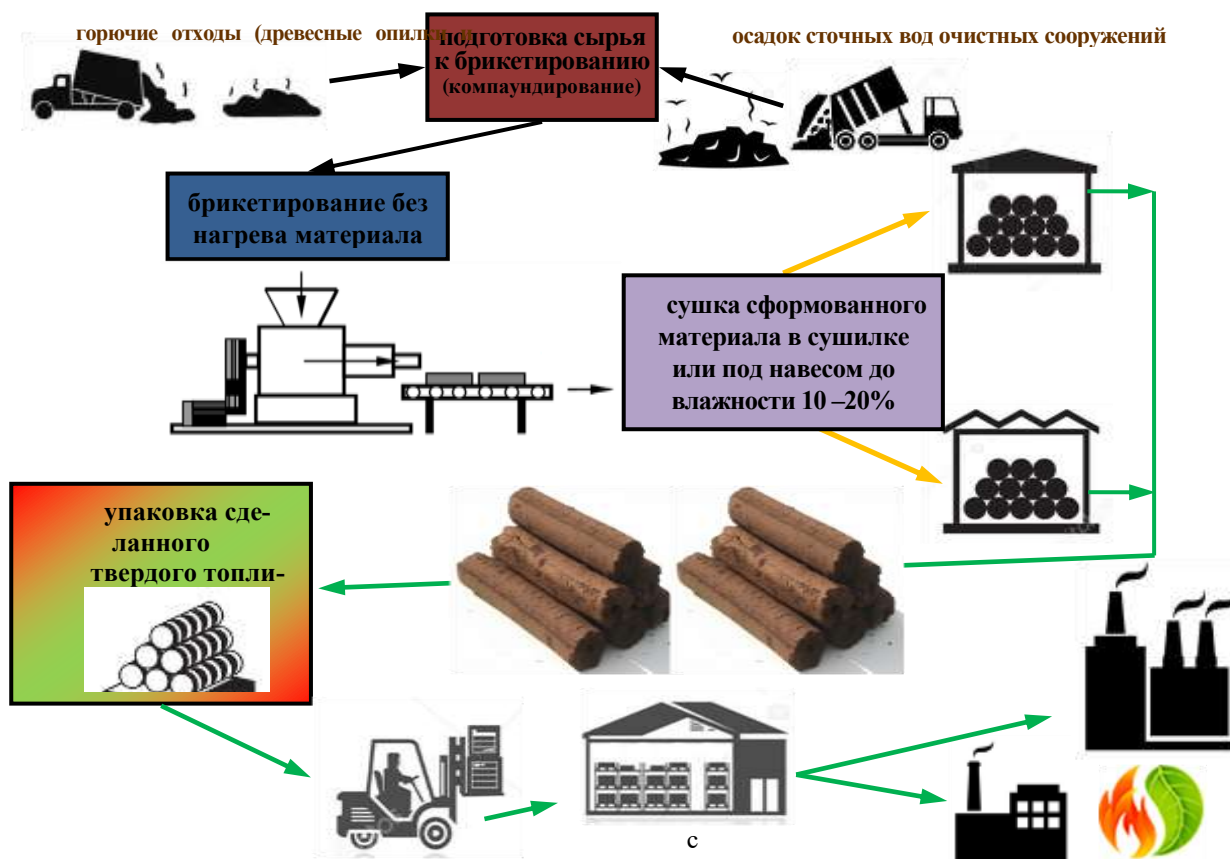 горючие отходы (древесные опилки и
осадок сточных вод очистных сооружений
подготовка сырья
к брикетированию
(компаундирование)
брикетирование без
нагрева материала
сушка сформованного
материала в сушилке
или под навесом до
влажности 10 –20%
упаковка сде-
ланного
твердого топли-
с